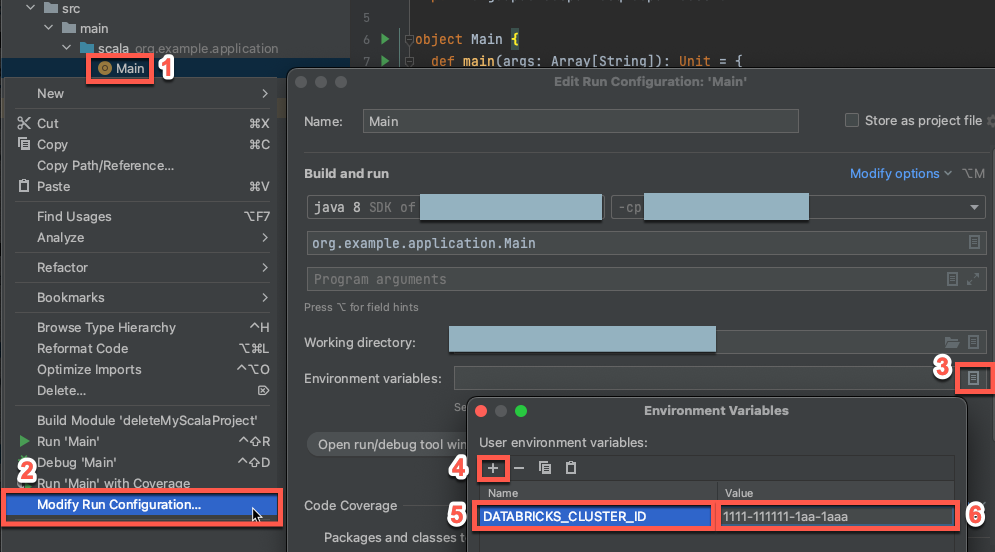 src
main
scala org.example.application
Main
1
New
Cut ⌘X
Copy ⌘C
Copy Path/Reference...
Paste ⌘V
Find Usages ⌥F7
Analyze
Refactor
Bookmarks
Browse Type Hierarchy ^H
Reformat Code ⌥⌘L
Optimize Imports ^⌥O
Delete... ⌦
Build Module 'deleteMyScalaProject'
Run 'Main' ^⇧R
Debug 'Main' ^⇧D
2
Run 'Main' with Coverage
Modify Run Configuration...
5
6 object Main {
7 def main(args: Array[String]): Unit = {
Edit Run Configuration: 'Main'
Name: Main
Store as project file
Build and run
Modify options ⌥M
java 8 SDK of
-cp
org.example.application.Main
Program arguments
Press ⌥ for field hints
Working directory:
3
Environment variables:
Se
Open run/debug tool win
Code Coverage
Packages and classes t
Environment Variables
User environment variables:
4
Name Value
5 DATABRICKS_CLUSTER_ID 1111-111111-1aa-1aaa 6